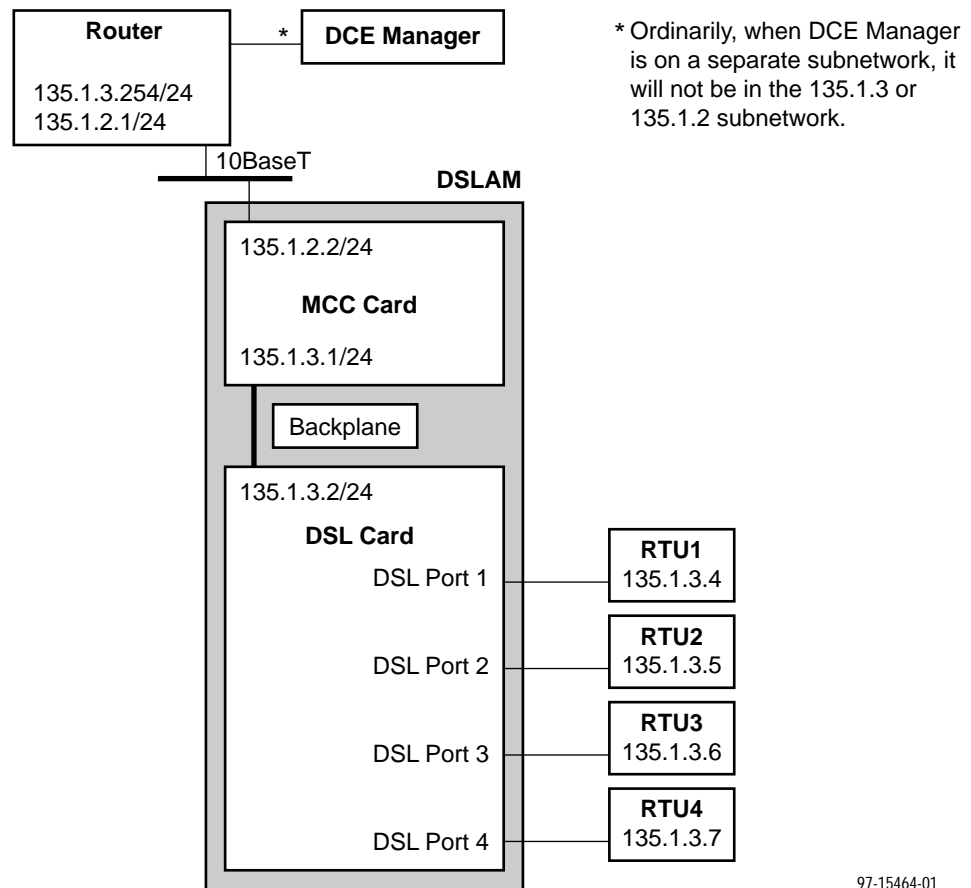 Router
135.1.3.254/24
135.1.2.1/24
*
DCE Manager
* Ordinarily, when DCE Manager
is on a separate subnetwork, it
will not be in the 135.1.3 or
135.1.2 subnetwork.
10BaseT
DSLAM
135.1.2.2/24
MCC Card
135.1.3.1/24
Backplane
135.1.3.2/24
DSL Card
DSL Port 1
RTU1
135.1.3.4
DSL Port 2
RTU2
135.1.3.5
DSL Port 3
RTU3
135.1.3.6
DSL Port 4
RTU4
135.1.3.7
97-15464-01